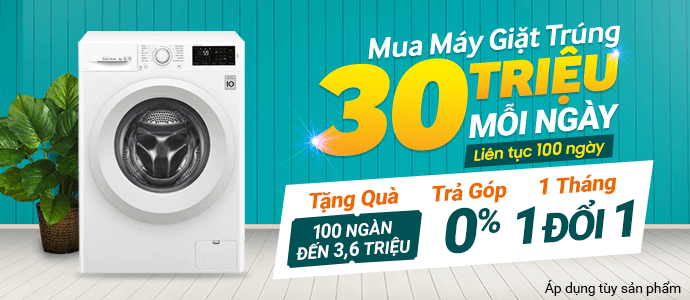 Mua Máy Giặt Trúng
30 TRIỆU
MỖI NGÀY
Liên tục 100 ngày
Tặng Quà
100 NGÀN
ĐẾN 3,6 TRIỆU
Trả Góp
0%
1 Tháng
1 ĐỔI 1
Áp dụng tùy sản phẩm